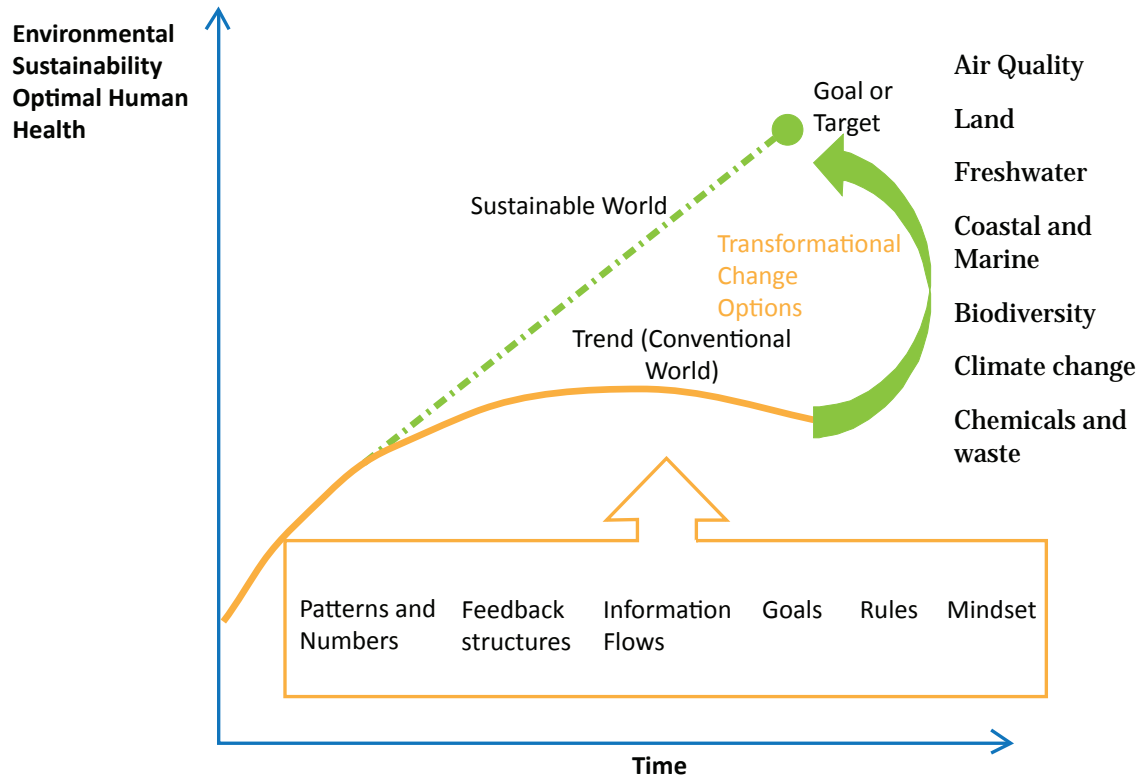 Environmental
Sustainability
Optimal Human
Health
Goal or
Target
Sustainable World
Transformational
Change
Options
Trend (Conventional
World)
Air Quality
Land
Freshwater
Coastal and
Marine
Biodiversity
Climate change
Chemicals and
waste
Patterns and
Numbers
Feedback
structures
Information
Flows
Goals
Rules
Mindset
Time